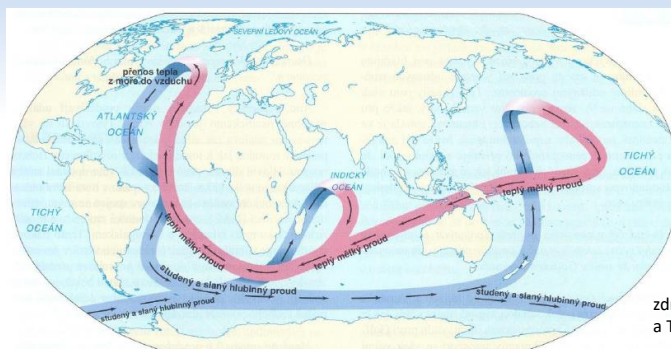 SEVERNÍ LEDOVÝ OCEÁN
přenos tepla
z moře do vzduchu
ATLANTSKÝ
OCEÁN
INDICKÝ
OCEÁN
TICHÝ
OCEÁN
TICHÝ
OCEÁN
teplý mělký proud
teplý mělký proud
teplý mělký proud
studený a slaný hlubinný proud
studený a slaný hlubinný proud
studený a slaný hlubinný proud
zd
a T